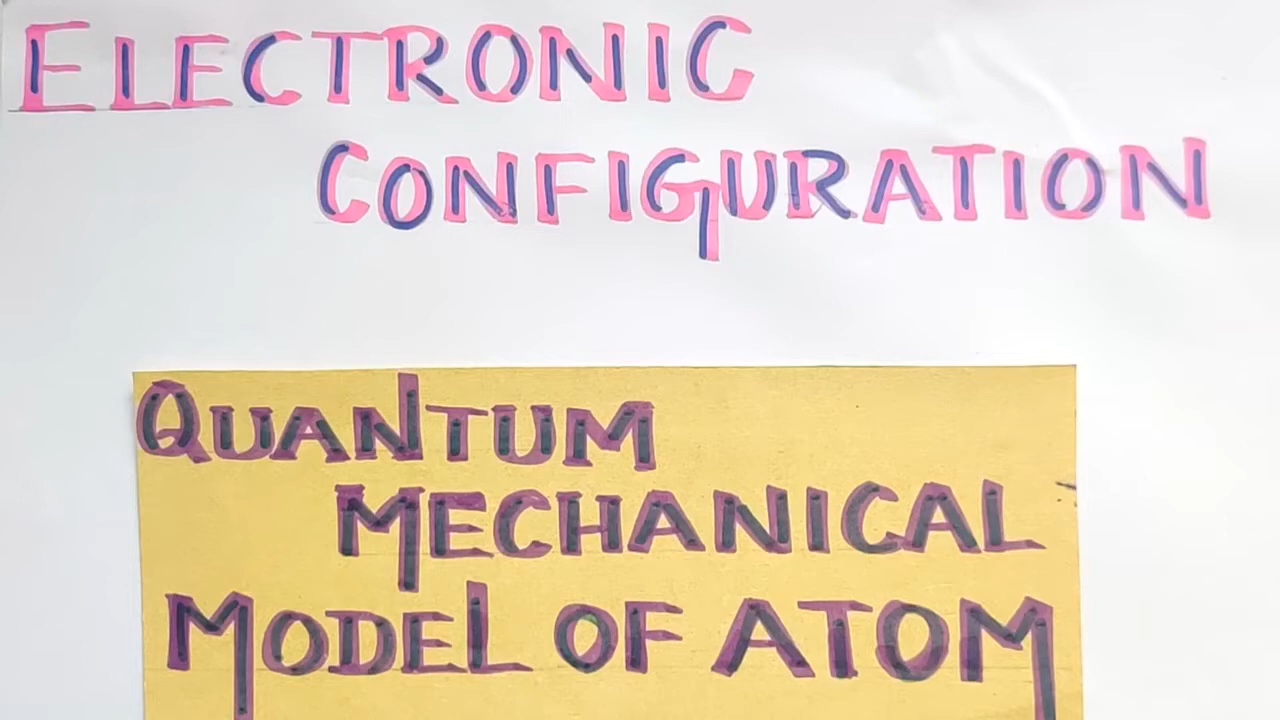 ELECTRONIC
CONFIGURATION
QUANTUM
MECHANICAL
MODEL OF ATOM